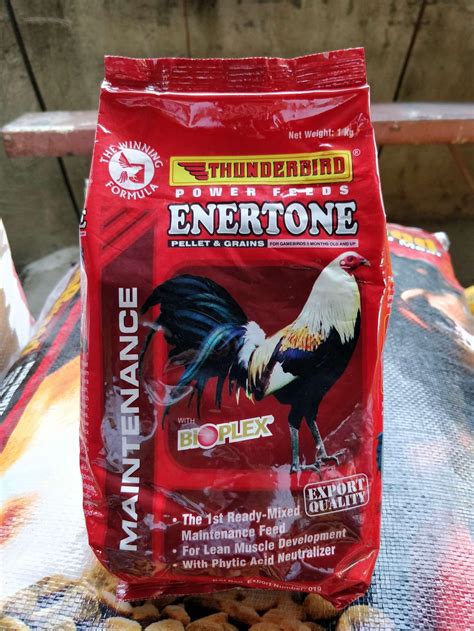 Net Weight: 1 kg
THE WINNING FORMULA
THUNDERBIRD
®
POWER FEEDS
ENERTONE
PELLET & GRAINS
FOR GAMEBIRDS 5 MONTHS OLD AND UP
MAINTENANCE
WITH
BIOPLEX
EXPORT QUALITY
• The 1st Ready-Mixed
Maintenance Feed
• For Lean Muscle Development
• With Phytic Acid Neutralizer